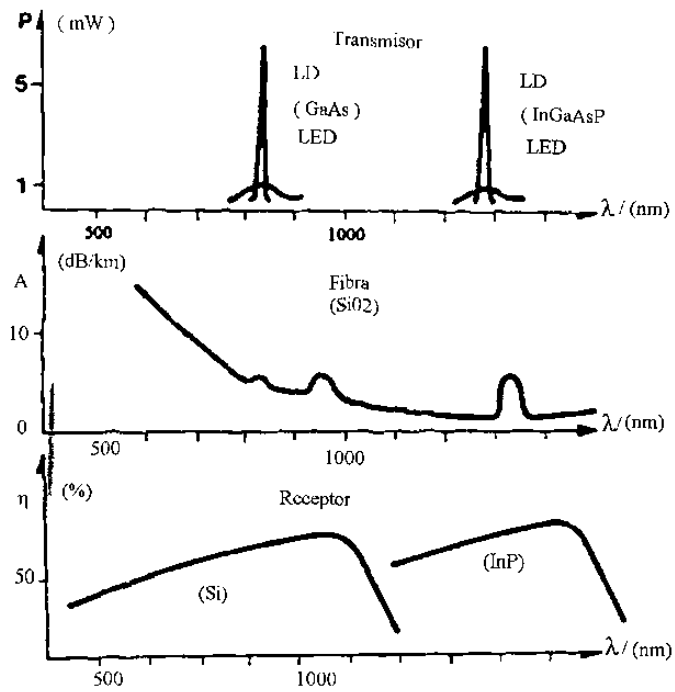 P (mW)
Transmisor
LD
(GaAs)
LED
LD
(InGaAsP
LED
5
1
500
1000
λ/(nm)
A
(dB/km)
Fibra
(Si02)
10
0
500
1000
λ/(nm)
η
(%)
Receptor
50
(Si)
(InP)
500
1000
λ/(nm)